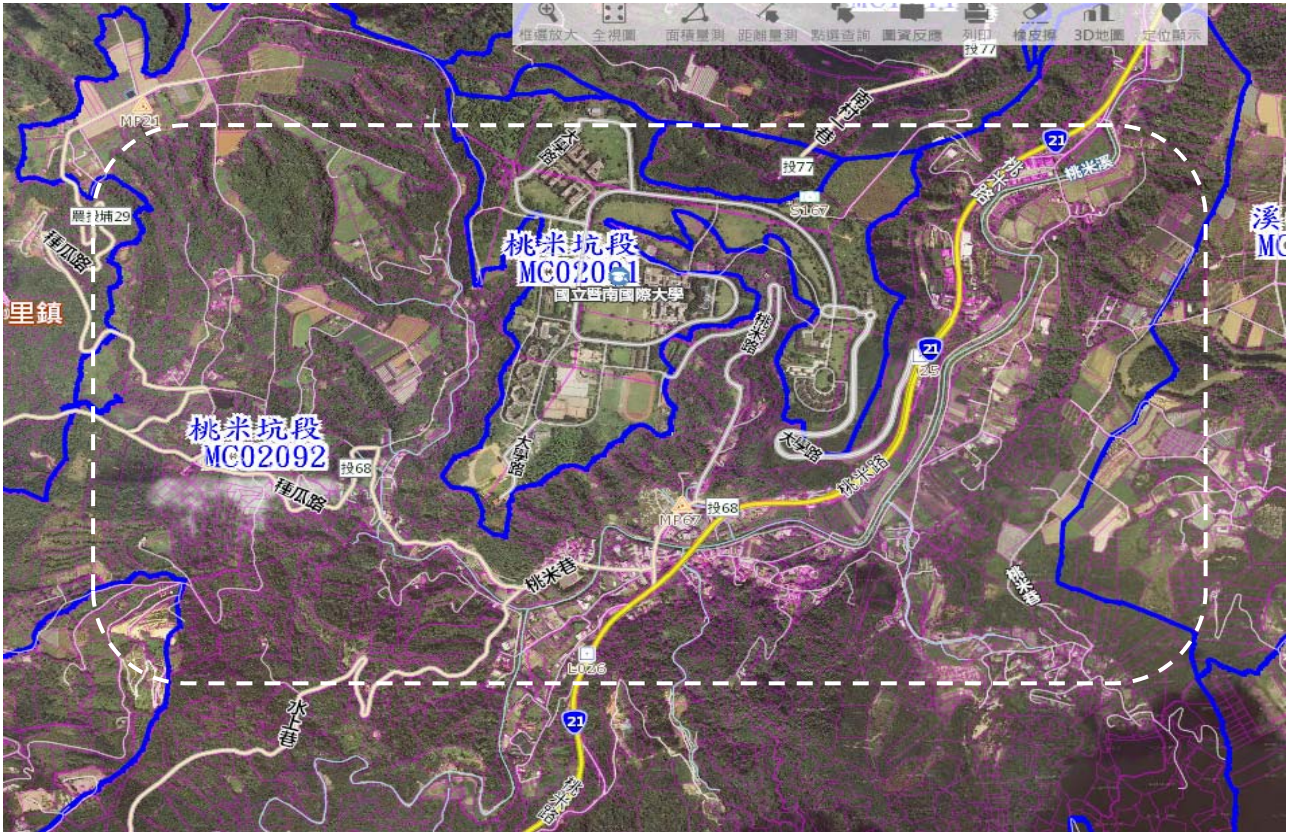 框選放大 全視圖 面積量測 距離量測 點選查詢 圖資反應 列印 橡皮擦 3D地圖 定位顯示
投77
MP21
21
大學路
南村一巷
投77
桃米路
桃米溪
S167
農投埔29
種瓜路
桃米坑段
MC02091
國立暨南國際大學
溪
MC
里鎮
桃米路
21
桃米坑段
MC02092
投68
種瓜路
大學路
大學路
桃米路
MP67
投68
桃米巷
桃米巷
L026
水上巷
21
桃米路